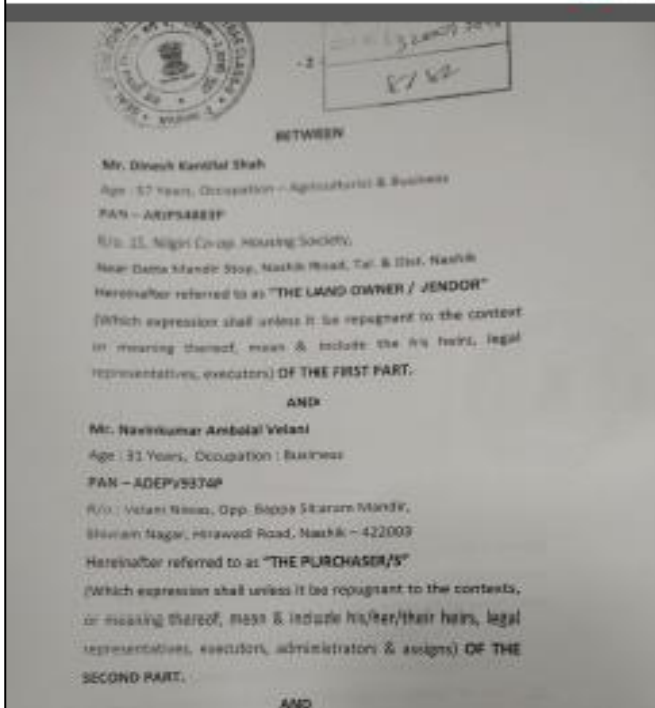 - 2 -
BETWEEN
Mr. Dinesh Kantilal Shah
Age : 57 Years, Occupation – Agriculturist & Business
PAN – ARIPS4883P
R/o. 15, Nilgiri Co-op. Housing Society,
Near Datta Mandir Stop, Nashik Road, Tal. & Dist. Nashik
Hereinafter referred to as "THE LAND OWNER / VENDOR"
(Which expression shall unless it be repugnant to the context
or meaning thereof, mean & include the his heirs, legal
representatives, executors) OF THE FIRST PART.
AND
Mr. Navinkumar Ambalal Velani
Age : 31 Years, Occupation : Business
PAN – ADEPV9374P
R/o : Velani Niwas, Opp. Bappa Sitaram Mandir,
Shivram Nagar, Hirawadi Road, Nashik – 422003
Hereinafter referred to as "THE PURCHASER/S"
(Which expression shall unless it be repugnant to the contexts,
or meaning thereof, mean & include his/her/their heirs, legal
representatives, executors, administrators & assigns) OF THE
SECOND PART.
AND